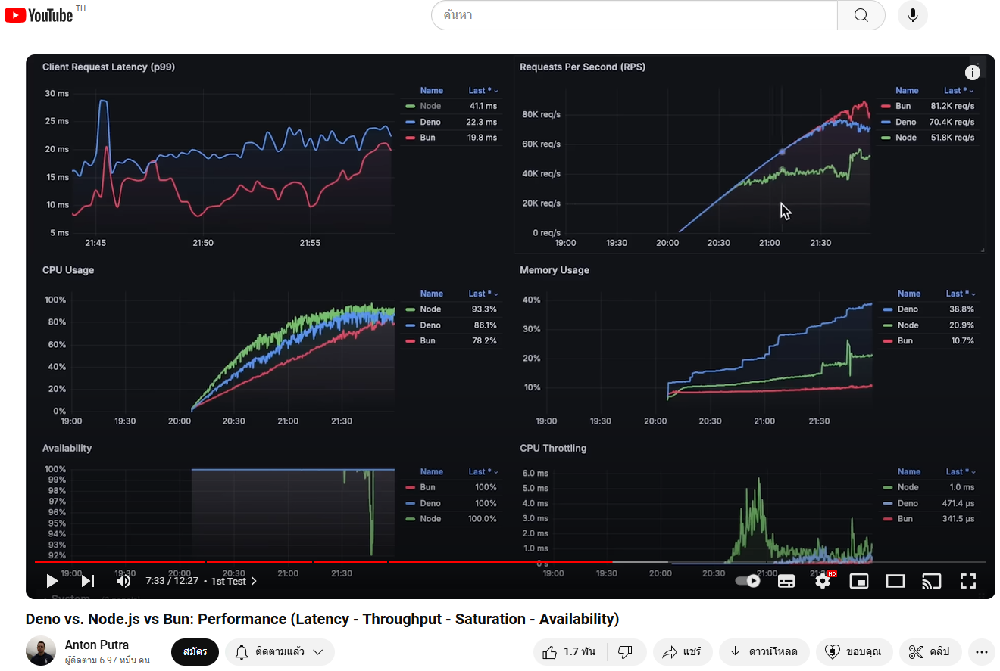 YouTube TH
ค้นหา
Client Request Latency (p99)
30 ms
25 ms
20 ms
15 ms
10 ms
5 ms
21:45 21:50 21:55
Name Last *
Node 41.1 ms
Deno 22.3 ms
Bun 19.8 ms
Requests Per Second (RPS)
80K req/s
60K req/s
40K req/s
20K req/s
0 req/s
19:00 19:30 20:00 20:30 21:00 21:30
Name Last *
Bun 81.2K req/s
Deno 70.4K req/s
Node 51.8K req/s
CPU Usage
100%
80%
60%
40%
20%
0%
19:00 19:30 20:00 20:30 21:00 21:30
Name Last *
Node 93.3%
Deno 86.1%
Bun 78.2%
Memory Usage
40%
30%
20%
10%
19:00 19:30 20:00 20:30 21:00 21:30
Name Last *
Deno 38.8%
Node 20.9%
Bun 10.7%
Availability
100%
99%
98%
97%
96%
95%
94%
93%
92%
19:00 19:30 20:00 20:30 21:00 21:30
Name Last *
Bun 100%
Deno 100%
Node 100.0%
CPU Throttling
6.0 ms
5.0 ms
4.0 ms
3.0 ms
2.0 ms
1.0 ms
0 s
19:00 19:30 20:00 20:30 21:00
Name Last *
Node 1.0 ms
Deno 471.4 µs
Bun 341.5 µs
7:33 / 12:27 • 1st Test
HD
Deno vs. Node.js vs Bun: Performance (Latency - Throughput - Saturation - Availability)
Anton Putra
ผู้ติดตาม 6.97 หมื่น คน
สมัคร
ติดตามแล้ว
1.7 พัน
แชร์
ดาวน์โหลด
ขอบคุณ
คลิป